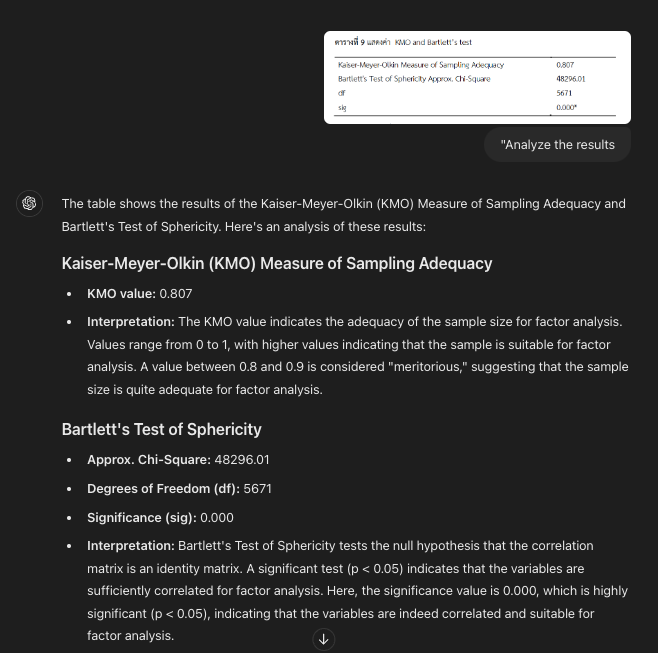 ตารางที่ 9 แสดงค่า KMO and Bartlett's test
Kaiser-Meyer-Olkin Measure of Sampling Adequacy 0.807
Bartlett's Test of Sphericity Approx. Chi-Square 48296.01
df 5671
sig 0.000*
"Analyze the results
The table shows the results of the Kaiser-Meyer-Olkin (KMO) Measure of Sampling Adequacy and
Bartlett's Test of Sphericity. Here's an analysis of these results:
Kaiser-Meyer-Olkin (KMO) Measure of Sampling Adequacy
• KMO value: 0.807
• Interpretation: The KMO value indicates the adequacy of the sample size for factor analysis.
Values range from 0 to 1, with higher values indicating that the sample is suitable for factor
analysis. A value between 0.8 and 0.9 is considered "meritorious," suggesting that the sample
size is quite adequate for factor analysis.
Bartlett's Test of Sphericity
• Approx. Chi-Square: 48296.01
• Degrees of Freedom (df): 5671
• Significance (sig): 0.000
• Interpretation: Bartlett's Test of Sphericity tests the null hypothesis that the correlation
matrix is an identity matrix. A significant test (p < 0.05) indicates that the variables are
sufficiently correlated for factor analysis. Here, the significance value is 0.000, which is highly
significant (p < 0.05), indicating that the variables are indeed correlated and suitable for
factor analysis.